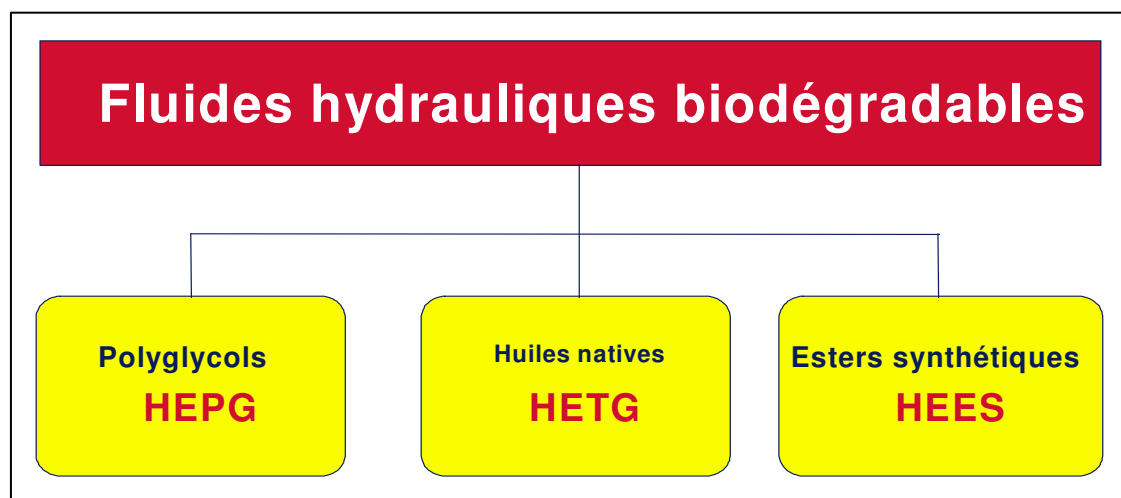 Fluides hydrauliques biodégradables
Polyglycols
HEPG
Huiles natives
HETG
Esters synthétiques
HEES